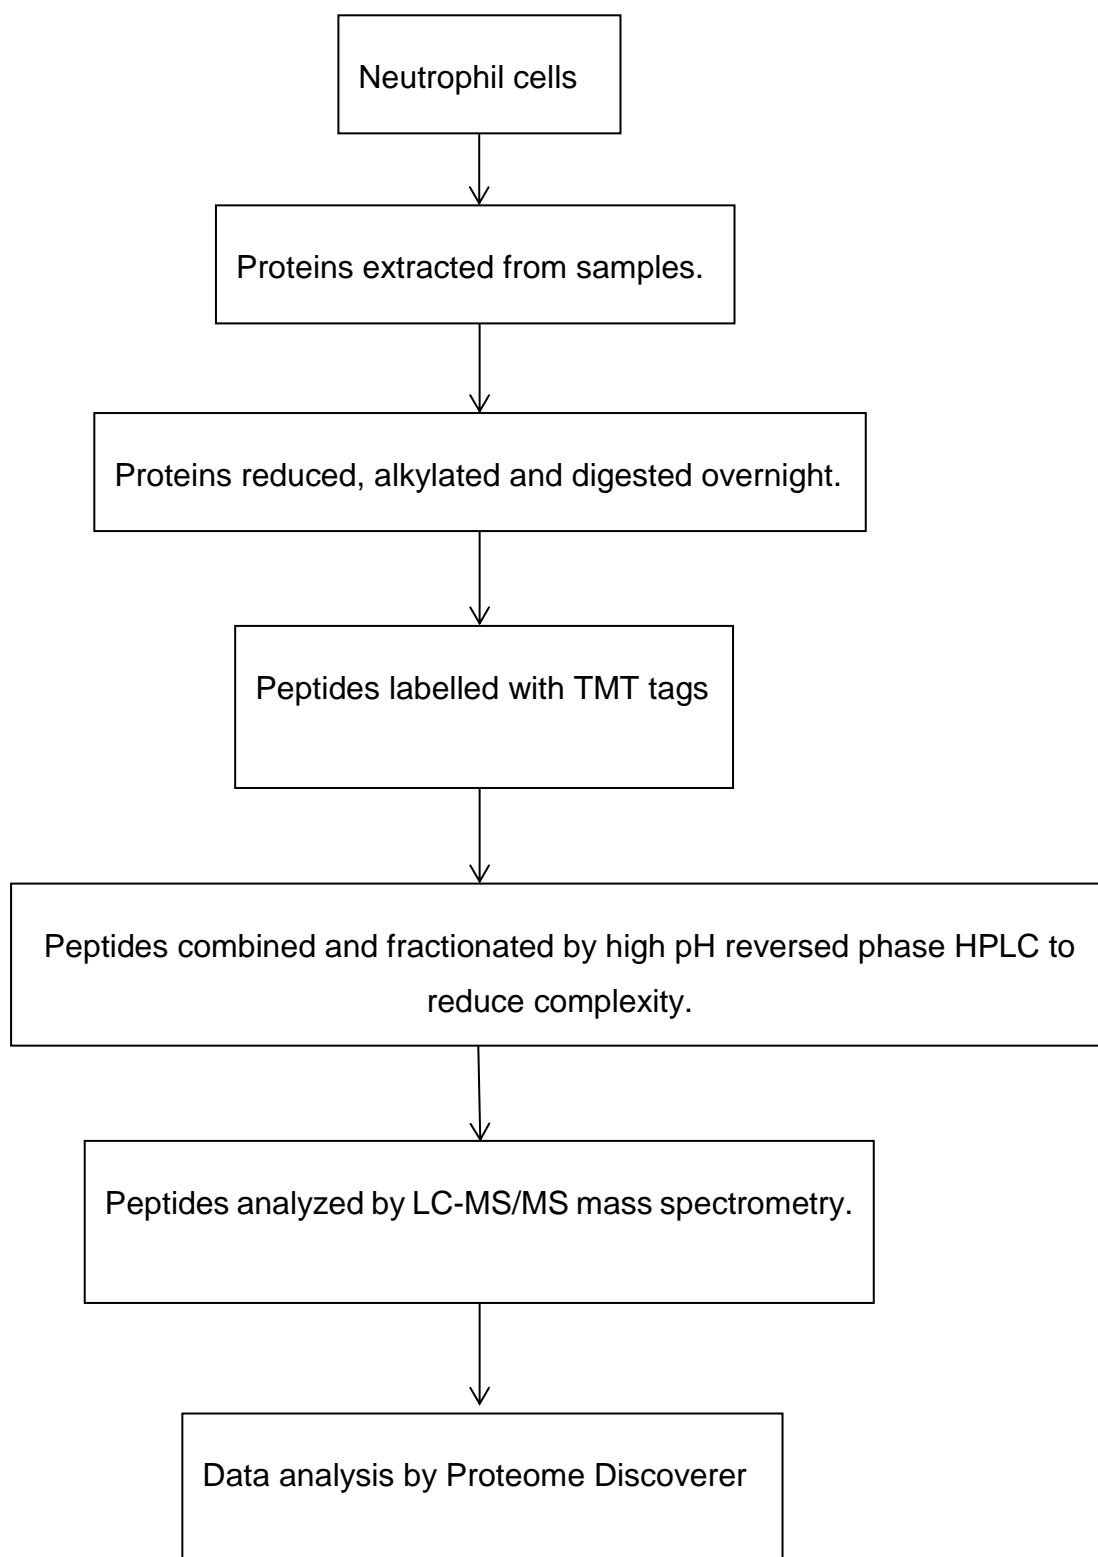 Neutrophil cells
Proteins extracted from samples.
Proteins reduced, alkylated and digested overnight.
Peptides labelled with TMT tags
Peptides combined and fractionated by high pH reversed phase HPLC to
reduce complexity.
Peptides analyzed by LC-MS/MS mass spectrometry.
Data analysis by Proteome Discoverer